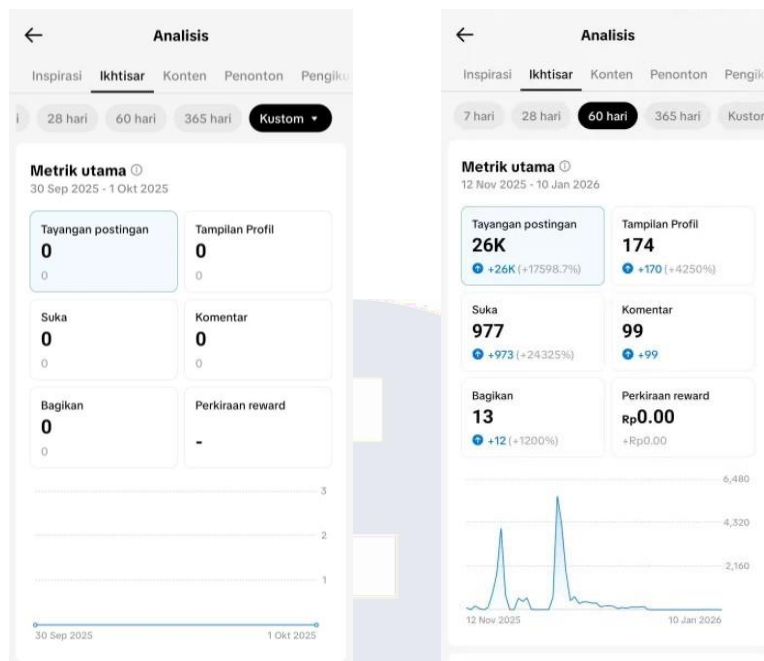 Analisis
Inspirasi Ikhtisar Konten Penonton Pengiku
28 hari 60 hari 365 hari Kustom
Metrik utama
30 Sep 2025 - 1 Okt 2025
Tayangan postingan
0
0
Tampilan Profil
0
0
Suka
0
0
Komentar
0
0
Bagikan
0
0
Perkiraan reward
-
3
2
1
30 Sep 2025 1 Okt 2025
Analisis
Inspirasi Ikhtisar Konten Penonton Pengik
7 hari 28 hari 60 hari 365 hari Kustor
Metrik utama
12 Nov 2025 - 10 Jan 2026
Tayangan postingan
26K
+26K (+17598.7%)
Tampilan Profil
174
+170 (+4250%)
Suka
977
+973 (+24325%)
Komentar
99
+99
Bagikan
13
+12 (+1200%)
Perkiraan reward
Rp0.00
+Rp0.00
6,480
4,320
2,160
12 Nov 2025 10 Jan 2026